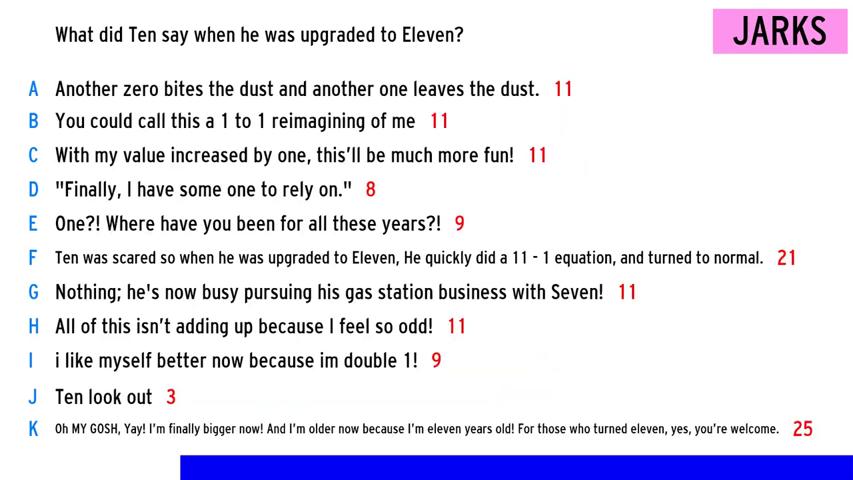 What did Ten say when he was upgraded to Eleven?
JARKS
A Another zero bites the dust and another one leaves the dust. 11
B You could call this a 1 to 1 reimagining of me 11
C With my value increased by one, this'll be much more fun! 11
D "Finally, I have some one to rely on." 8
E One?! Where have you been for all these years?! 9
F Ten was scared so when he was upgraded to Eleven, He quickly did a 11 - 1 equation, and turned to normal. 21
G Nothing; he's now busy pursuing his gas station business with Seven! 11
H All of this isn't adding up because I feel so odd! 11
I i like myself better now because im double 1! 9
J Ten look out 3
K Oh MY GOSH, Yay! I'm finally bigger now! And I'm older now because I'm eleven years old! For those who turned eleven, yes, you're welcome. 25